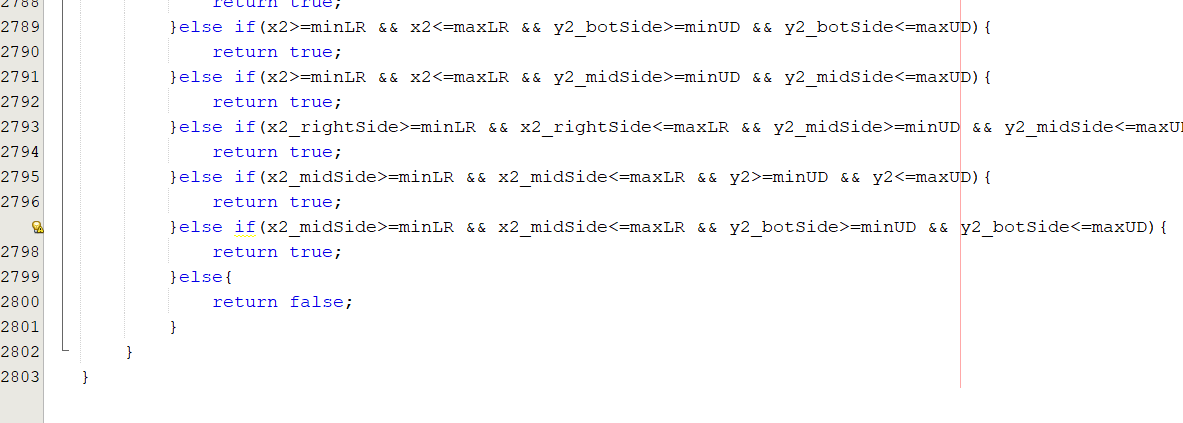 2788 return true;
2789 }else if(x2>=minLR && x2<=maxLR && y2_botSide>=minUD && y2_botSide<=maxUD){
2790 return true;
2791 }else if(x2>=minLR && x2<=maxLR && y2_midSide>=minUD && y2_midSide<=maxUD){
2792 return true;
2793 }else if(x2_rightSide>=minLR && x2_rightSide<=maxLR && y2_midSide>=minUD && y2_midSide<=maxU
2794 return true;
2795 }else if(x2_midSide>=minLR && x2_midSide<=maxLR && y2>=minUD && y2<=maxUD){
2796 return true;
}else if(x2_midSide>=minLR && x2_midSide<=maxLR && y2_botSide>=minUD && y2_botSide<=maxUD){
2798 return true;
2799 }else{
2800 return false;
2801 }
2802 }
2803 }